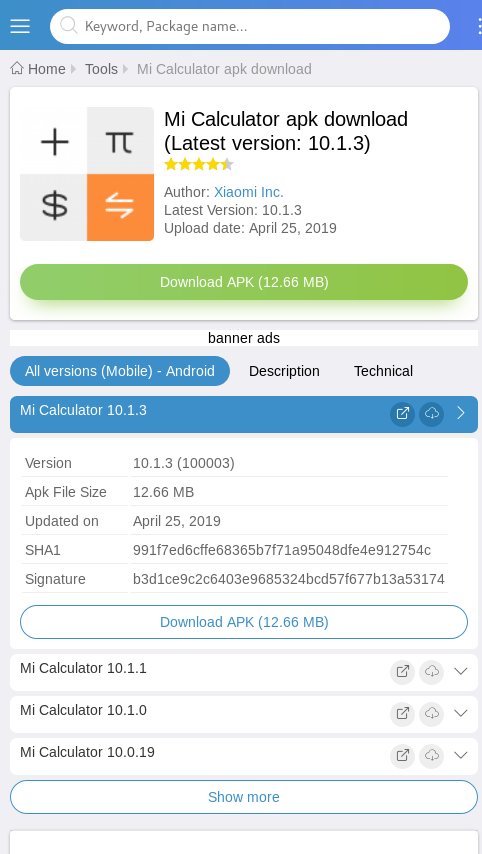 Keyword, Package name...
Home Tools Mi Calculator apk download
Mi Calculator apk download
(Latest version: 10.1.3)
Author: Xiaomi Inc.
Latest Version: 10.1.3
Upload date: April 25, 2019
Download APK (12.66 MB)
banner ads
All versions (Mobile) - Android Description Technical
Mi Calculator 10.1.3
Version 10.1.3 (100003)
Apk File Size 12.66 MB
Updated on April 25, 2019
SHA1 991f7ed6cffe68365b7f71a95048dfe4e912754c
Signature b3d1ce9c2c6403e9685324bcd57f677b13a53174
Download APK (12.66 MB)
Mi Calculator 10.1.1
Mi Calculator 10.1.0
Mi Calculator 10.0.19
Show more